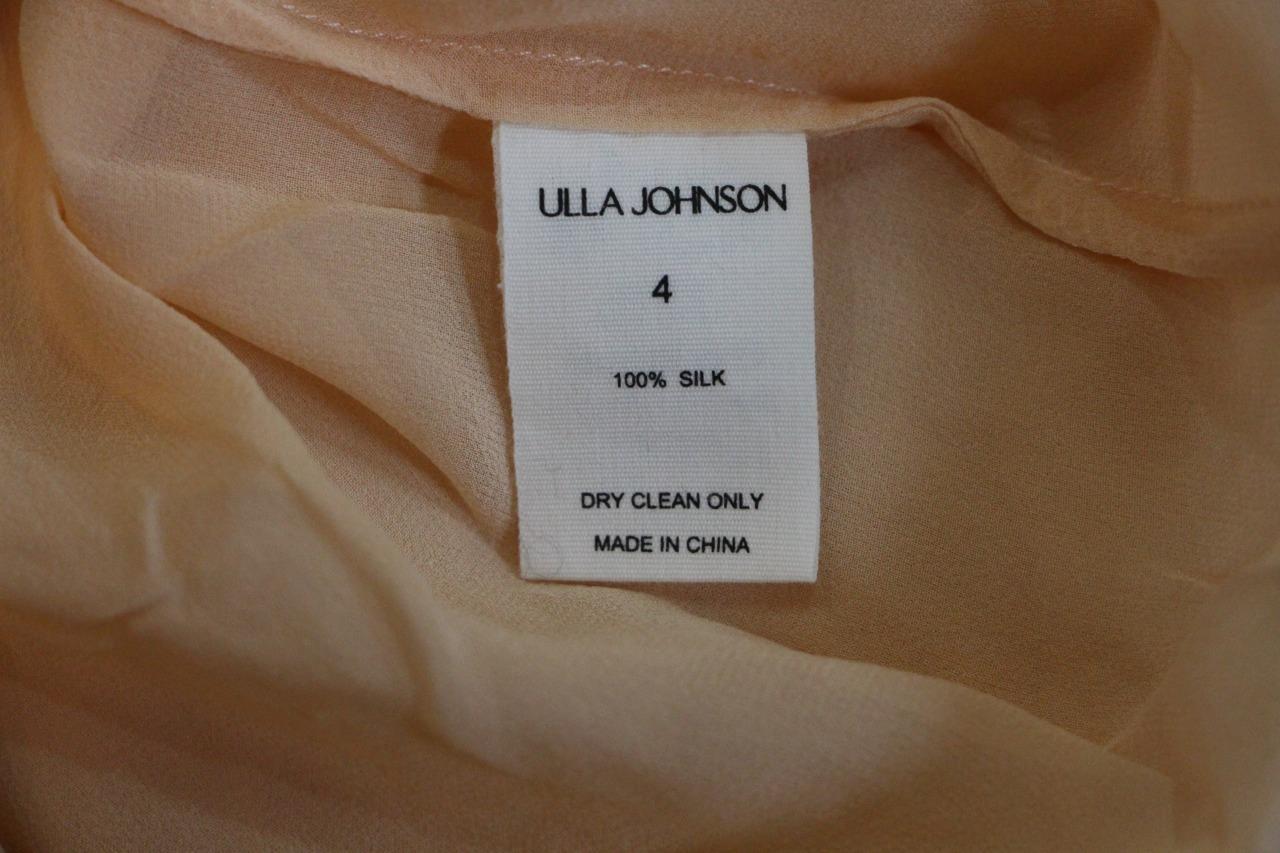 ULLA JOHNSON
4
100% SILK
DRY CLEAN ONLY
MADE IN CHINA